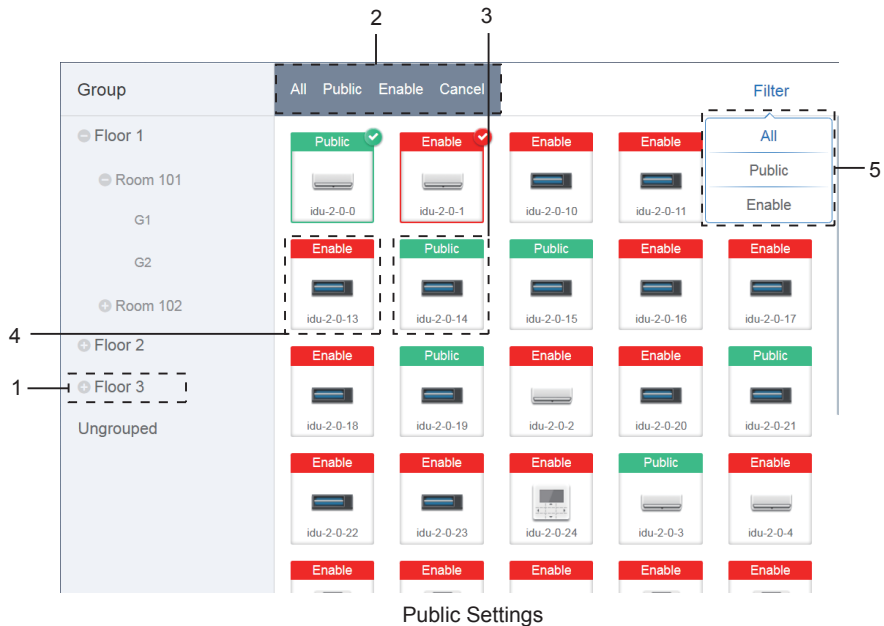 2 3
Group All Public Enable Cancel Filter
Floor 1
Room 101
G1
G2
Room 102
Floor 2
Floor 3
Ungrouped
All
Public
Enable
5
4
1
Public Enable Enable Enable
idu-2-0-0 idu-2-0-1 idu-2-0-10 idu-2-0-11
Enable Public Public Enable Enable
idu-2-0-13 idu-2-0-14 idu-2-0-15 idu-2-0-16 idu-2-0-17
Enable Public Enable Enable Public
idu-2-0-18 idu-2-0-19 idu-2-0-2 idu-2-0-20 idu-2-0-21
Enable Enable Enable Public Enable
idu-2-0-22 idu-2-0-23 idu-2-0-24 idu-2-0-3 idu-2-0-4
Enable Enable Enable Enable Enable
Public Settings